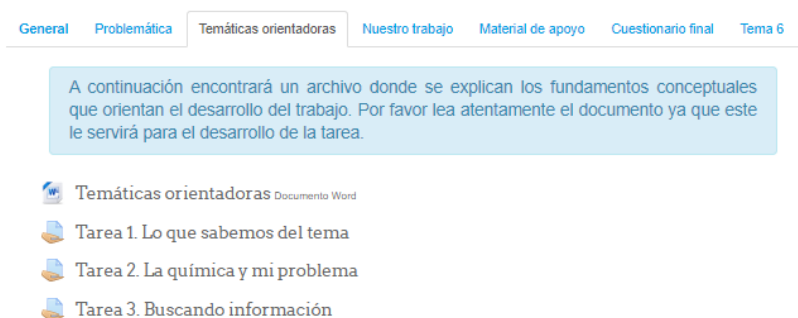 General Problemática Temáticas orientadoras Nuestro trabajo Material de apoyo Cuestionario final Tema 6
A continuación encontrará un archivo donde se explican los fundamentos conceptuales
que orientan el desarrollo del trabajo. Por favor lea atentamente el documento ya que este
le servirá para el desarrollo de la tarea.
Temáticas orientadoras Documento Word
Tarea 1. Lo que sabemos del tema
Tarea 2. La química y mi problema
Tarea 3. Buscando información